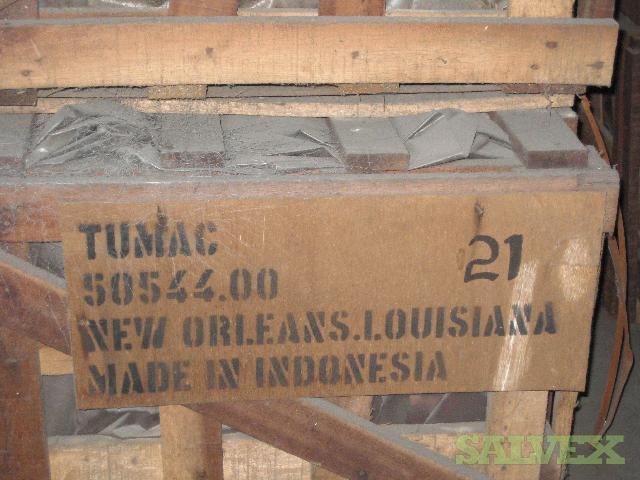 TUMAC
50544.00
21
NEW ORLEANS.LOUISIANA
MADE IN INDONESIA
SALVEX